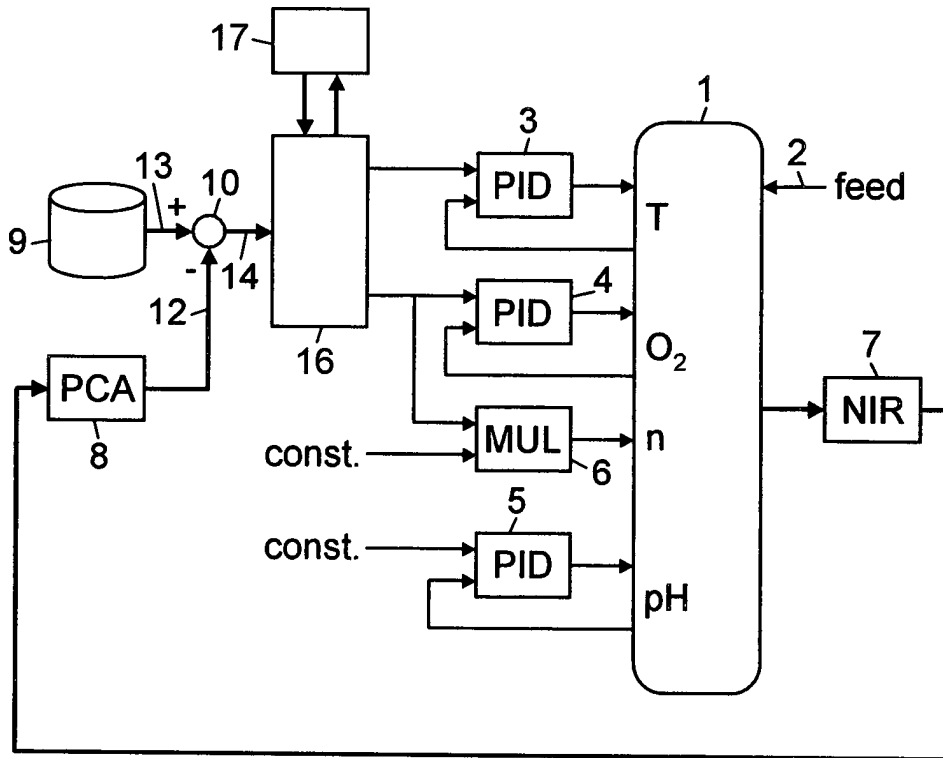 17
1
3
PID
2
feed
13
10
+
9
T
14
-
4
12
PID
16
O2
7
PCA
NIR
8
MUL
n
const.
6
5
const.
PID
pH